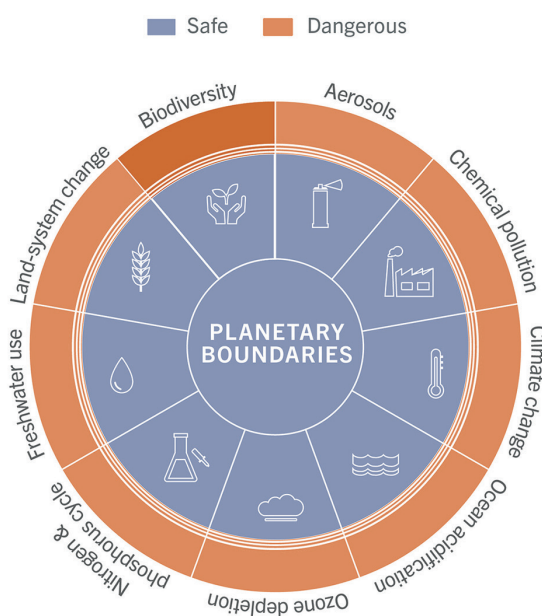 Safe
Dangerous
Biodiversity
Aerosols
Chemical pollution
Climate change
Ocean acidification
Ozone depletion
Nitrogen &
phosphorus cycle
Freshwater use
Land-system change
PLANETARY
BOUNDARIES